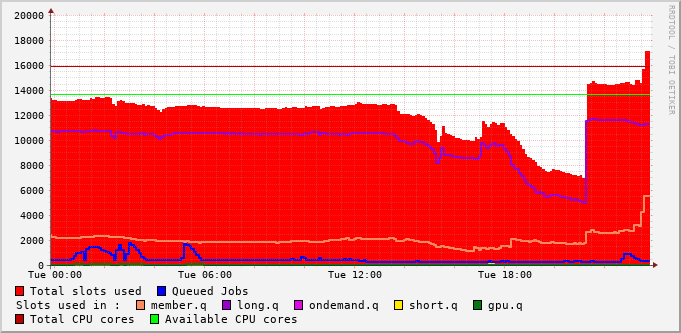 20000
18000
16000
14000
12000
10000
8000
6000
4000
2000
0
Tue 00:00 Tue 06:00 Tue 12:00 Tue 18:00
Total slots used Queued Jobs
Slots used in : member.q long.q ondemand.q short.q gpu.q
Total CPU cores Available CPU cores
RRDTOOL / TOBI OETIKER